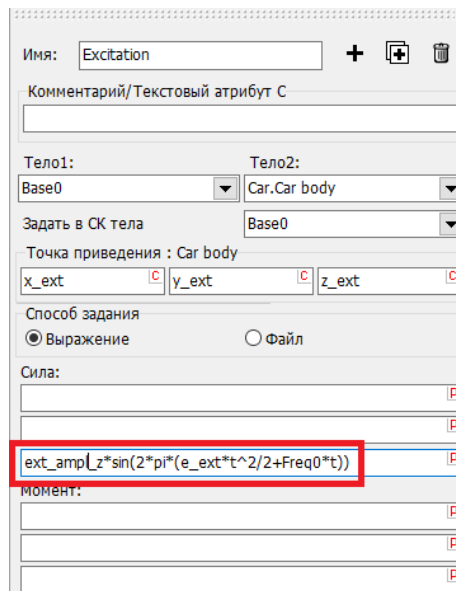 Имя: Excitation
Комментарий/Текстовый атрибут C
Тело1: Тело2:
Base0 Car.Car body
Задать в СК тела Base0
Точка приведения : Car body
x_ext C y_ext C z_ext C
Способ задания
Выражение Файл
Сила:
P
P
ext_ampl_z*sin(2*pi*(e_ext*t^2/2+Freq0*t)) P
Момент:
P
P
P